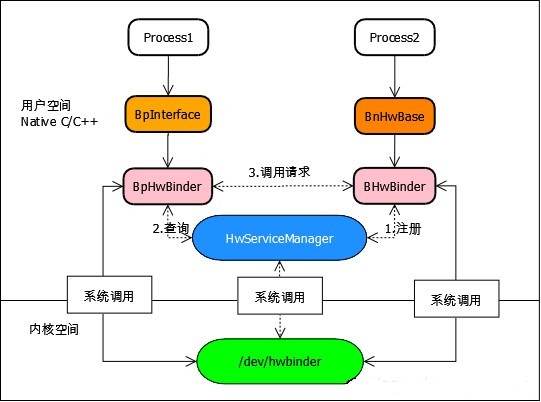 Process1
Process2
用户空间
Native C/C++
BpInterface
BnHwBase
3.调用请求
BpHwBinder
BHwBinder
2.查询
HwServiceManager
1.注册
系统调用
系统调用
系统调用
内核空间
/dev/hwbinder